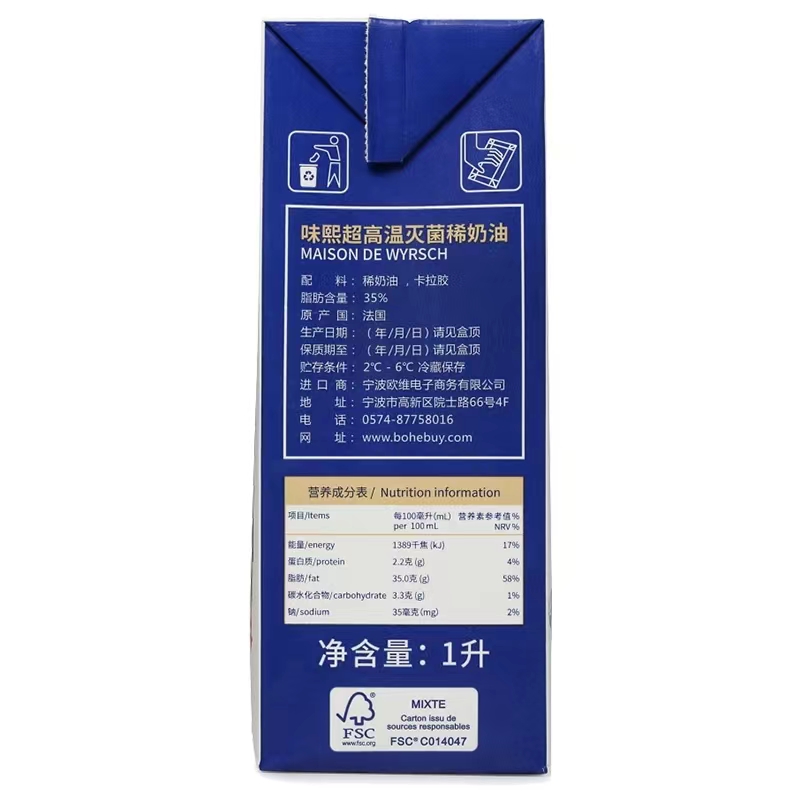 味熙超高温灭菌稀奶油
MAISON DE WYRSCH
配 料：稀奶油，卡拉胶
脂肪含量：35%
原 产 国：法国
生产日期：（年/月/日）请见盒顶
保质期至：（年/月/日）请见盒顶
贮存条件：2℃ - 6℃ 冷藏保存
进 口 商：宁波欧维电子商务有限公司
地 址：宁波市高新区院士路66号4F
电 话：0574-87758016
网 址：www.bohebuy.com
营养成分表 / Nutrition information
项目/Items 每100毫升(mL) 营养素参考值%
per 100mL NRV%
能量/energy 1389千焦 (kJ) 17%
蛋白质/protein 2.2克 (g) 4%
脂肪/fat 35.0克 (g) 58%
碳水化合物/carbohydrate 3.3克 (g) 1%
钠/sodium 35毫克 (mg) 2%
净含量：1升
FSC
www.fsc.org
MIXTE
Carton issu de
sources responsables
FSC® C014047